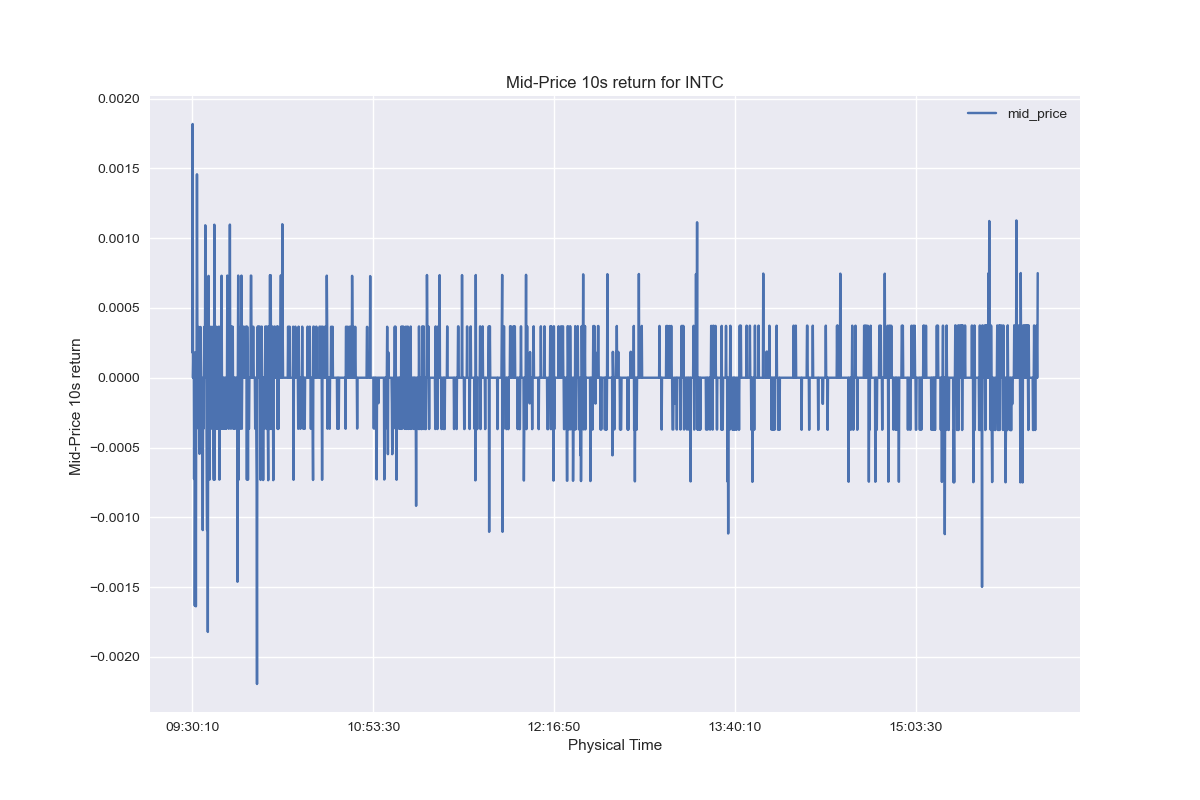 Mid-Price 10s return for INTC
mid_price
0.0020
0.0015
0.0010
0.0005
0.0000
−0.0005
−0.0010
−0.0015
−0.0020
Mid-Price 10s return
09:30:10 10:53:30 12:16:50 13:40:10 15:03:30
Physical Time